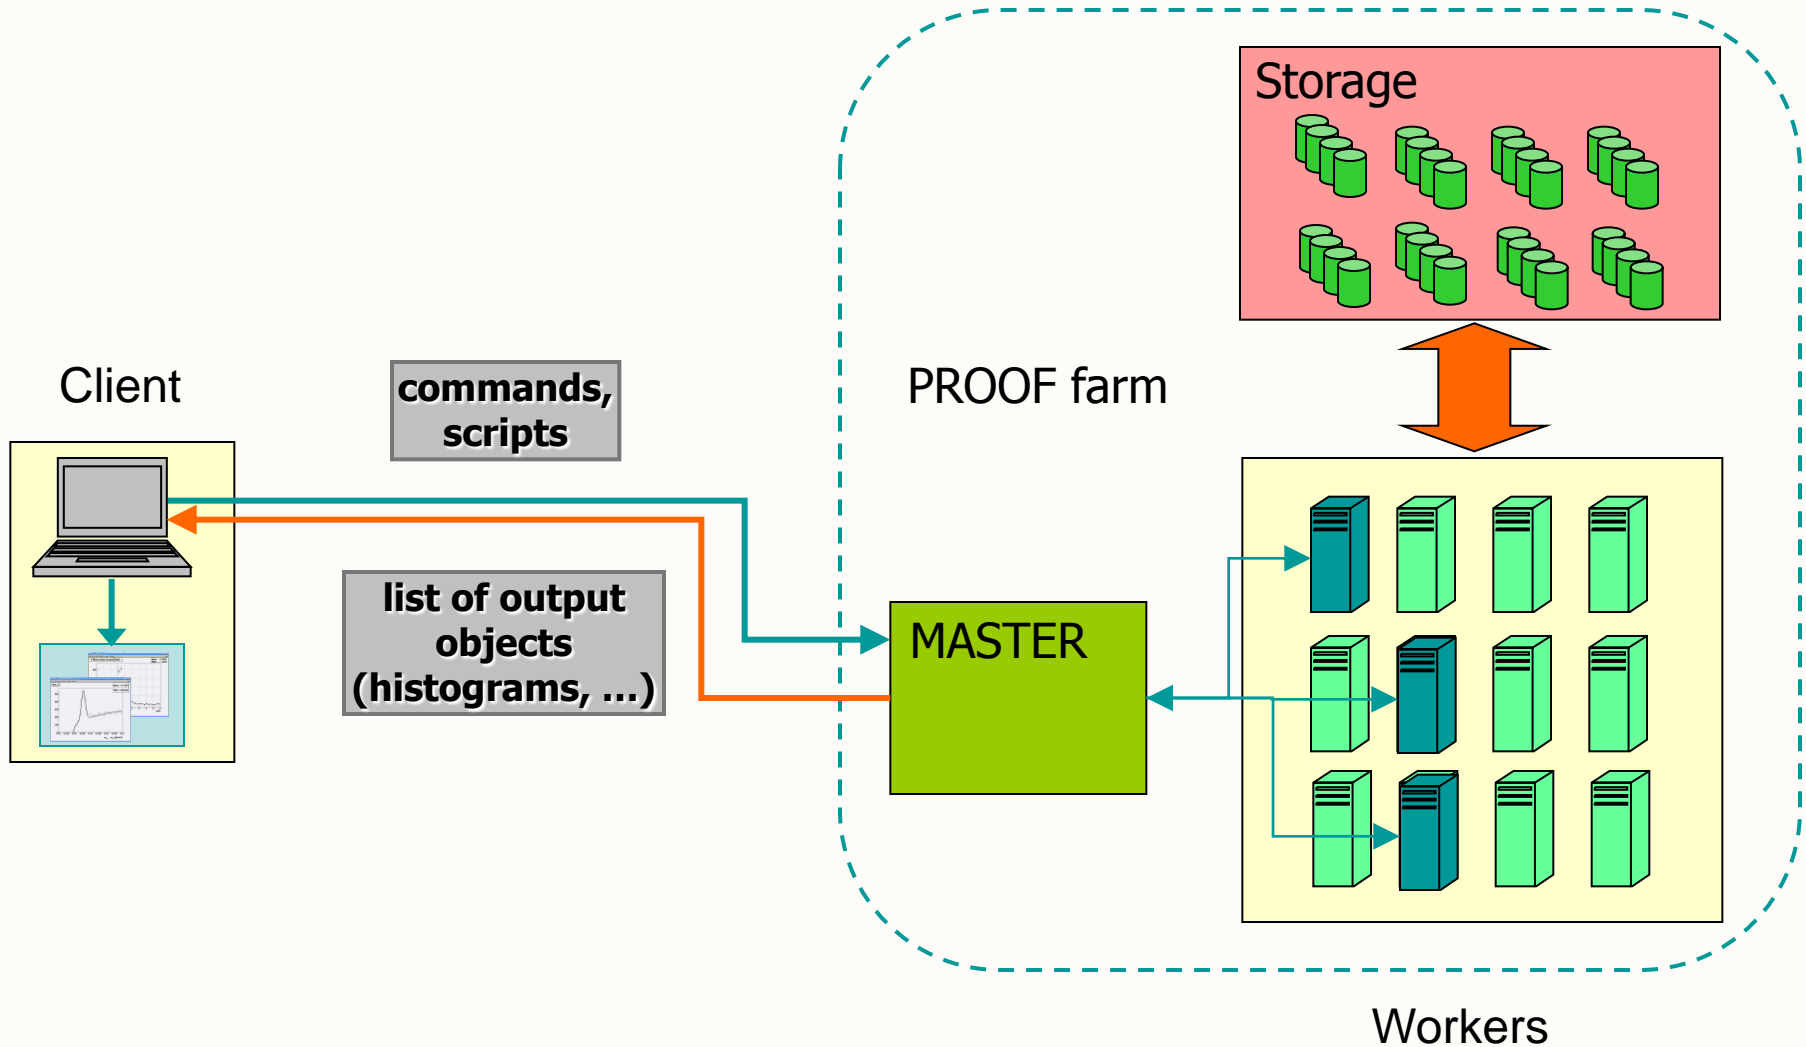 Storage
Client
commands,
scripts
PROOF farm
list of output
objects
(histograms, ...)
MASTER
Workers